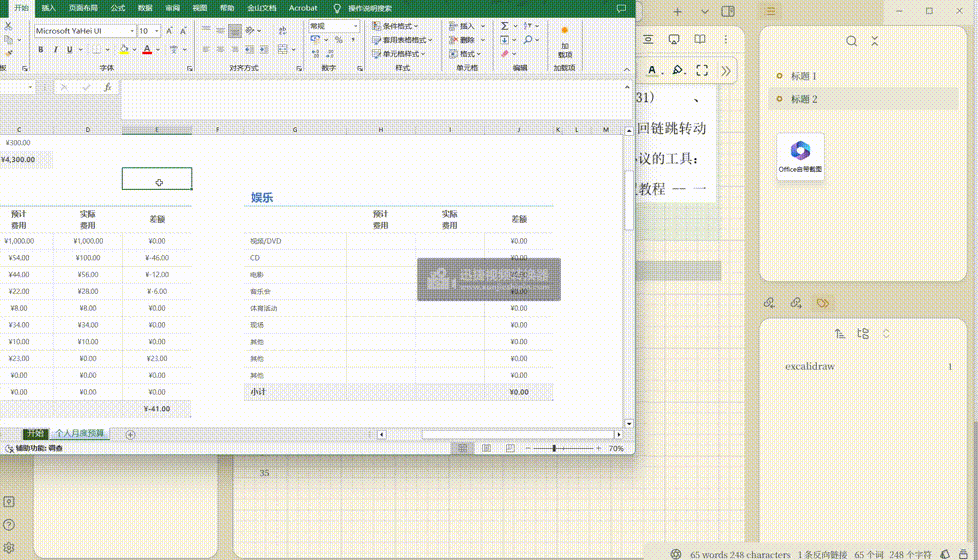 开始 插入 页面布局 公式 数据 审阅 视图 帮助 金山文档 Acrobat 操作说明搜索
Microsoft YaHei UI 10 常规 条件格式 插入
套用表格格式 删除
单元格样式 格式
加
载项
字体 对齐方式 数字 样式 单元格 编辑 加载项
C D E F G H I J K L M
¥300.00
¥4,300.00
娱乐
预计
费用
实际
费用
差额
预计
费用
实际
费用
差额
¥1,000.00 ¥1,000.00 ¥0.00 视频/DVD ¥0.00
¥54.00 ¥100.00 ¥-46.00 CD ¥0.00
¥44.00 ¥56.00 ¥-12.00 电影
¥22.00 ¥28.00 ¥-6.00 音乐会
¥8.00 ¥8.00 ¥0.00 体育活动 ¥0.00
¥34.00 ¥34.00 ¥0.00 现场 ¥0.00
¥10.00 ¥10.00 ¥0.00 其他 ¥0.00
¥23.00 ¥0.00 ¥23.00 其他 ¥0.00
¥0.00 ¥0.00 ¥0.00 其他 ¥0.00
¥0.00 ¥0.00 ¥0.00 小计 ¥0.00
¥-41.00
迅捷视频转换器
开始 个人月度预算
辅助功能: 调查 70%
35
31） 、
回链跳转动
议的工具：
教程 -- 一
标题 1
标题 2
Office自带截图
excalidraw 1
65 words 248 characters 1 条反向链接 65 个词 248 个字符